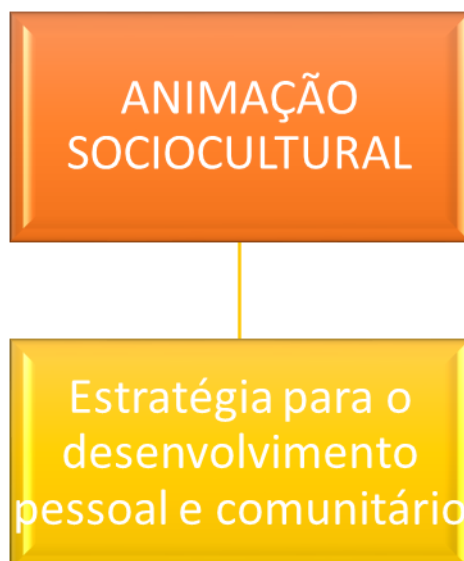 ANIMAÇÃO
SOCIOCULTURAL
Estratégia para o
desenvolvimento
pessoal e comunitário